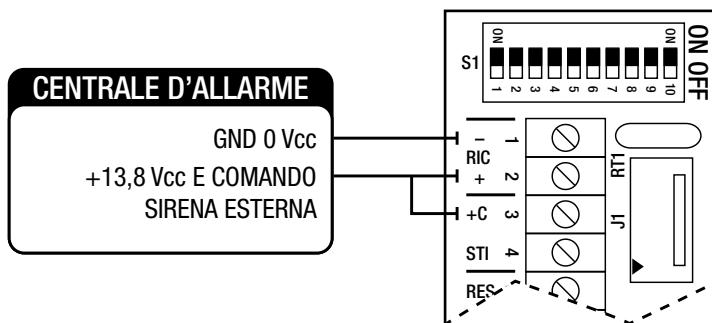 CENTRALE D'ALLARME
GND 0 Vcc
+13,8 Vcc E COMANDO
SIRENA ESTERNA
S1
ON
ON
1 2 3 4 5 6 7 8 9 10
ON OFF
– 1
RIC
+ 2
+C 3
STI 4
RES
RT1
J1